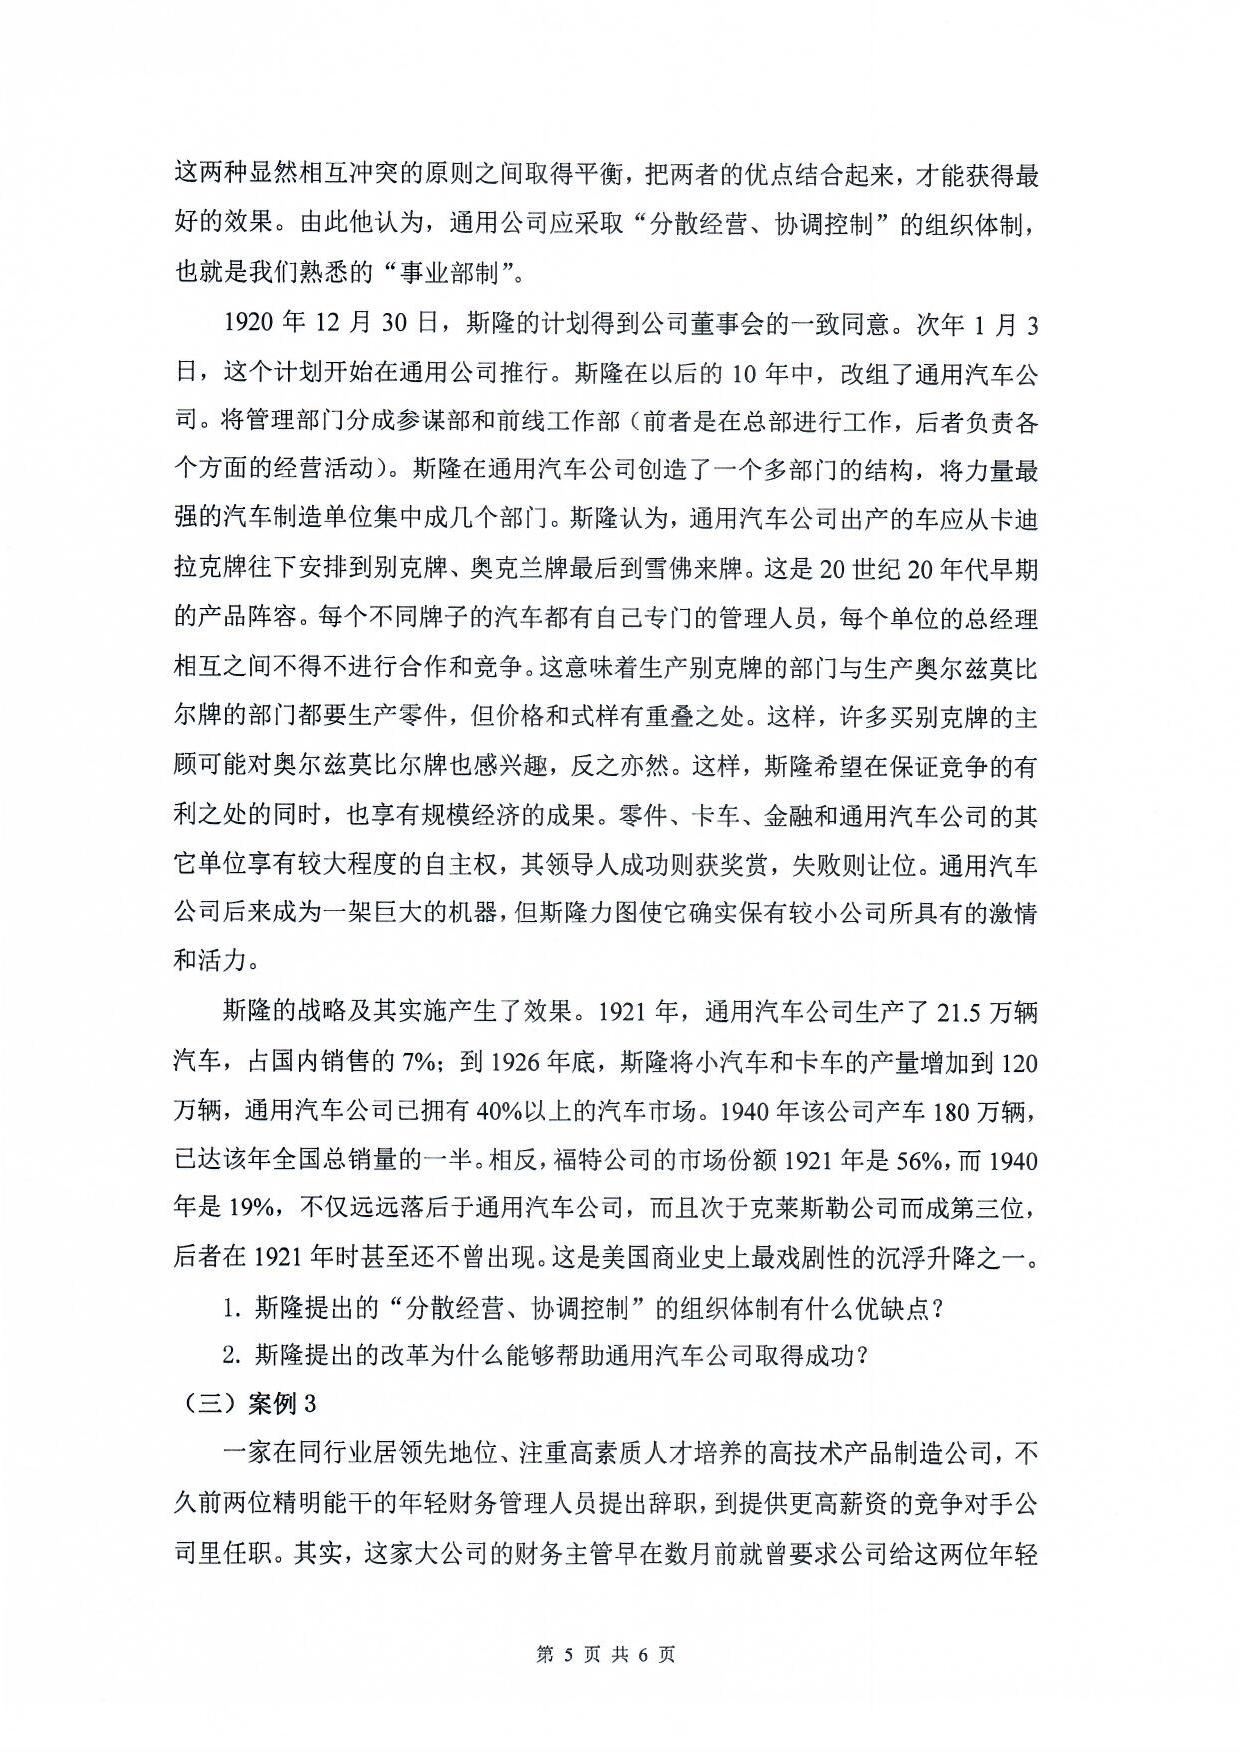 这两种显然相互冲突的原则之间取得平衡，把两者的优点结合起来，才能获得最
好的效果。由此他认为，通用公司应采取“分散经营、协调控制”的组织体制，
也就是我们熟悉的“事业部制”。
1920 年 12 月 30 日，斯隆的计划得到公司董事会的一致同意。次年 1 月 3
日，这个计划开始在通用公司推行。斯隆在以后的 10 年中，改组了通用汽车公
司。将管理部门分成参谋部和前线工作部（前者是在总部进行工作，后者负责各
个方面的经营活动）。斯隆在通用汽车公司创造了一个多部门的结构，将力量最
强的汽车制造单位集中成几个部门。斯隆认为，通用汽车公司出产的车应从卡迪
拉克牌往下安排到别克牌、奥克兰牌最后到雪佛来牌。这是 20 世纪 20 年代早期
的产品阵容。每个不同牌子的汽车都有自己专门的管理人员，每个单位的总经理
相互之间不得不进行合作和竞争。这意味着生产别克牌的部门与生产奥尔兹莫比
尔牌的部门都要生产零件，但价格和式样有重叠之处。这样，许多买别克牌的主
顾可能对奥尔兹莫比尔牌也感兴趣，反之亦然。这样，斯隆希望在保证竞争的有
利之处的同时，也享有规模经济的成果。零件、卡车、金融和通用汽车公司的其
它单位享有较大程度的自主权，其领导人成功则获奖赏，失败则让位。通用汽车
公司后来成为一架巨大的机器，但斯隆力图使它确实保有较小公司所具有的激情
和活力。
斯隆的战略及其实施产生了效果。1921 年，通用汽车公司生产了 21.5 万辆
汽车，占国内销售的 7%；到 1926 年底，斯隆将小汽车和卡车的产量增加到 120
万辆，通用汽车公司已拥有 40%以上的汽车市场。1940 年该公司产车 180 万辆，
已达该年全国总销量的一半。相反，福特公司的市场份额 1921 年是 56%，而 1940
年是 19%，不仅远远落后于通用汽车公司，而且次于克莱斯勒公司而成第三位，
后者在 1921 年时甚至还不曾出现。这是美国商业史上最戏剧性的沉浮升降之一。
1. 斯隆提出的“分散经营、协调控制”的组织体制有什么优缺点？
2. 斯隆提出的改革为什么能够帮助通用汽车公司取得成功？
（三）案例 3
一家在同行业居领先地位、注重高素质人才培养的高技术产品制造公司，不
久前两位精明能干的年轻财务管理人员提出辞职，到提供更高薪资的竞争对手公
司里任职。其实，这家大公司的财务主管早在数月前就曾要求公司给这两位年轻
第 5 页 共 6 页